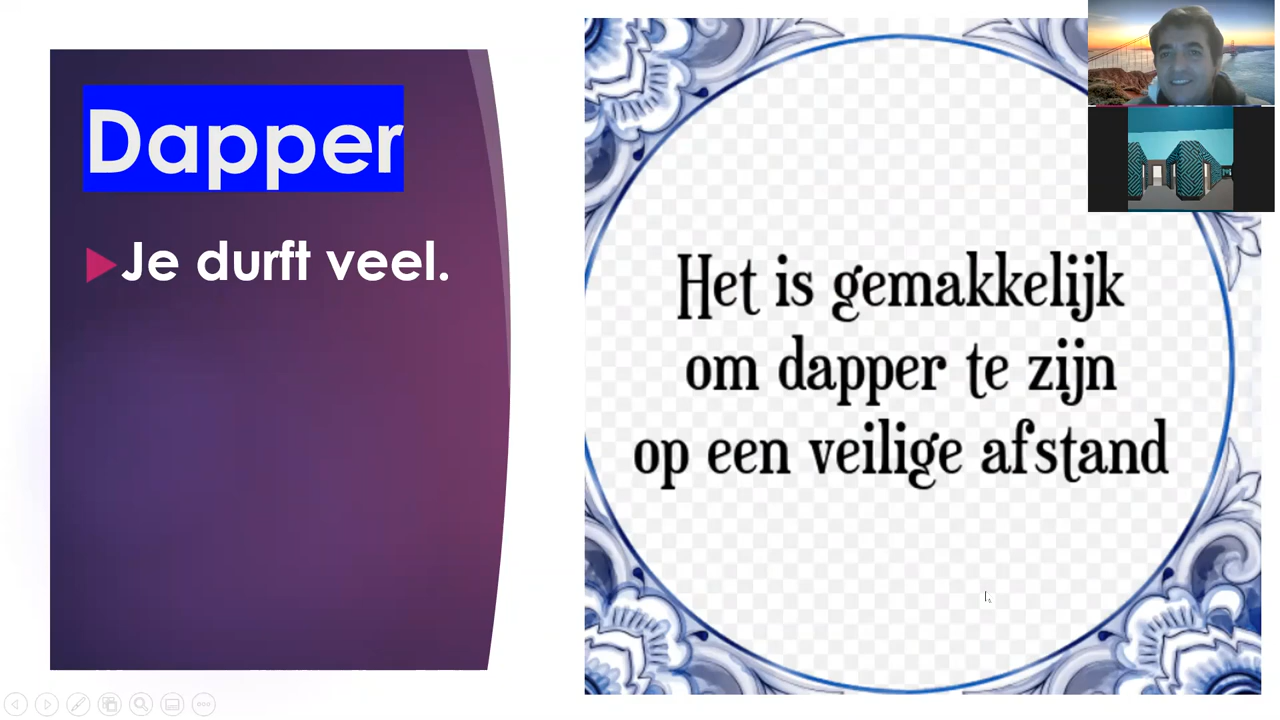 Dapper
Je durft veel.
Het is gemakkelijk
om dapper te zijn
op een veilige afstand